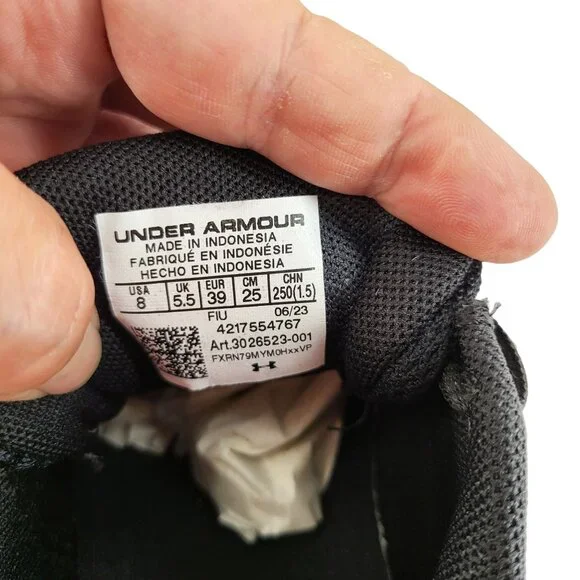 UNDER ARMOUR
MADE IN INDONESIA
FABRIQUÉ EN INDONÉSIE
HECHO EN INDONESIA
USA UK EUR CM CHN
8 5.5 39 25 250(1.5)
FIU 06/23
4217554767
Art.3026523-001
FXRN79MYM0HxxVP